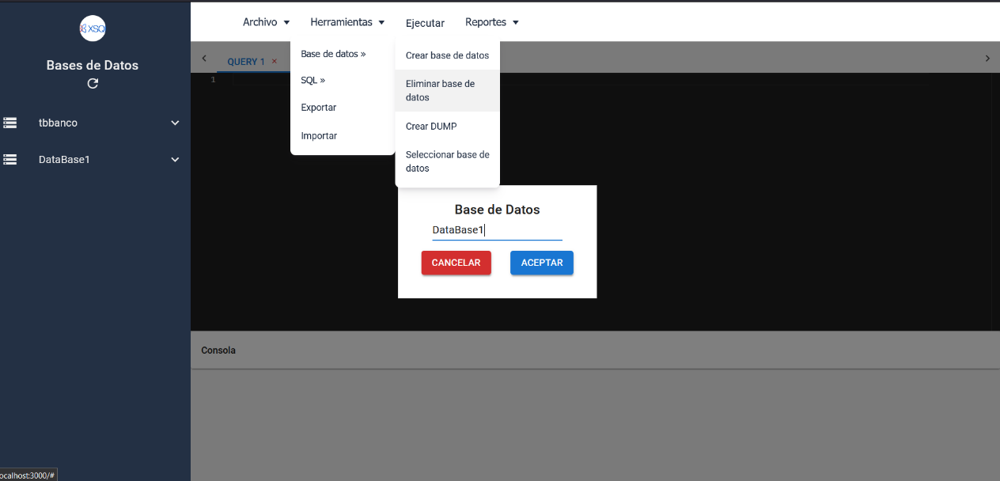 XSQ
Bases de Datos
tbbanco
DataBase1
Archivo
Herramientas
Ejecutar
Reportes
Base de datos »
SQL »
Exportar
Importar
Crear base de datos
Eliminar base de
datos
Crear DUMP
Seleccionar base de
datos
QUERY 1 ×
1
Base de Datos
DataBase1
CANCELAR
ACEPTAR
Consola
ocalhost:3000/#